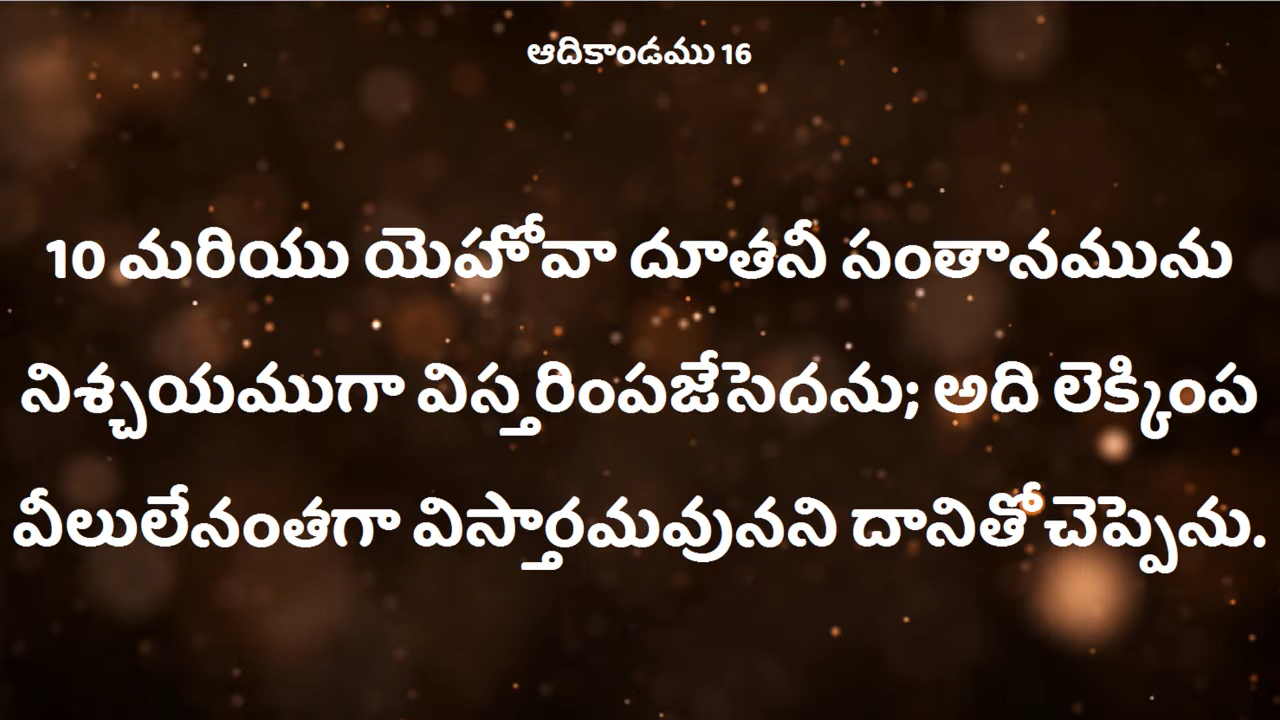 ఆదికాండము 16
10 మరియు యెహోవా దూతనీ సంతానమును
నిశ్చయముగా విస్తరింపజేసెదను; అది లెక్కింప
వీలులేనంతగా విస్తారమవునని దానితో చెప్పెను.